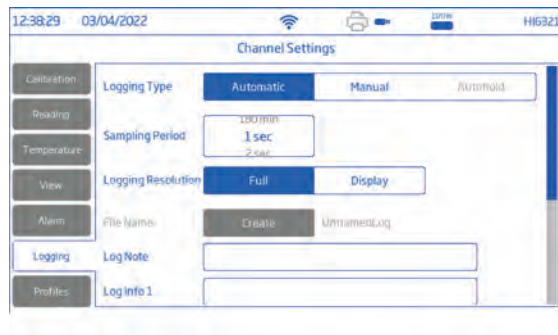 12:38:29 03/04/2022 HI6321
Channel Settings
Calibration
Reading
Temperature
View
Alarm
Logging
Profiles
Logging Type Automatic Manual Autohold
Sampling Period 180 min
1 sec
2 sec
Logging Resolution Full Display
File Name Create UnnamedLog
Log Note
Log Info 1